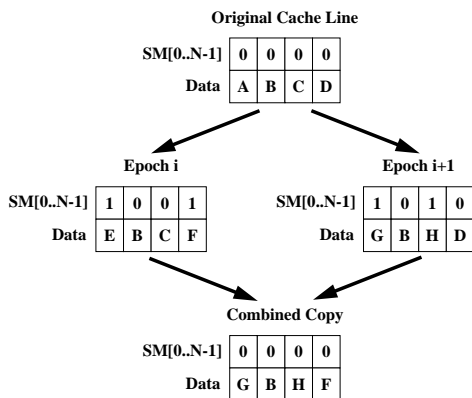 Original Cache Line
SM[0..N-1] 0 0 0 0
Data A B C D
Epoch i Epoch i+1
SM[0..N-1] 1 0 0 1 SM[0..N-1] 1 0 1 0
Data E B C F Data G B H D
Combined Copy
SM[0..N-1] 0 0 0 0
Data G B H F